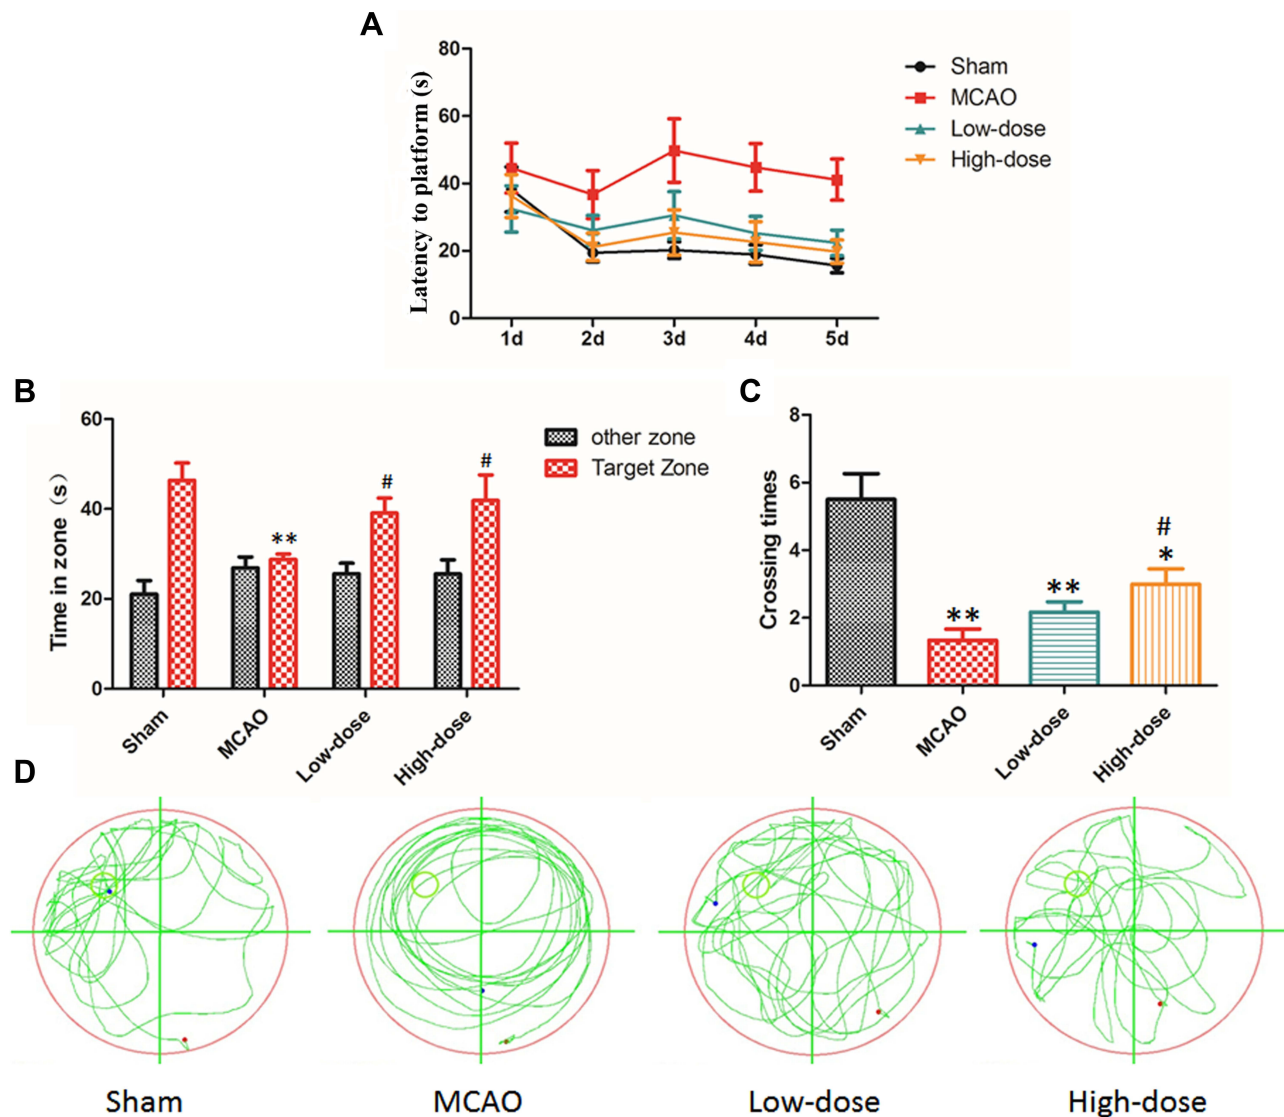 A
Latency to platform (s)
80
60
40
20
0
1d 2d 3d 4d 5d
Sham
MCAO
Low-dose
High-dose
B
Time in zone (s)
60
40
20
0
**
#
#
other zone
Target Zone
Sham
MCAO
Low-dose
High-dose
C
Crossing times
8
6
4
2
0
**
**
#
*
Sham
MCAO
Low-dose
High-dose
D
Sham MCAO Low-dose High-dose